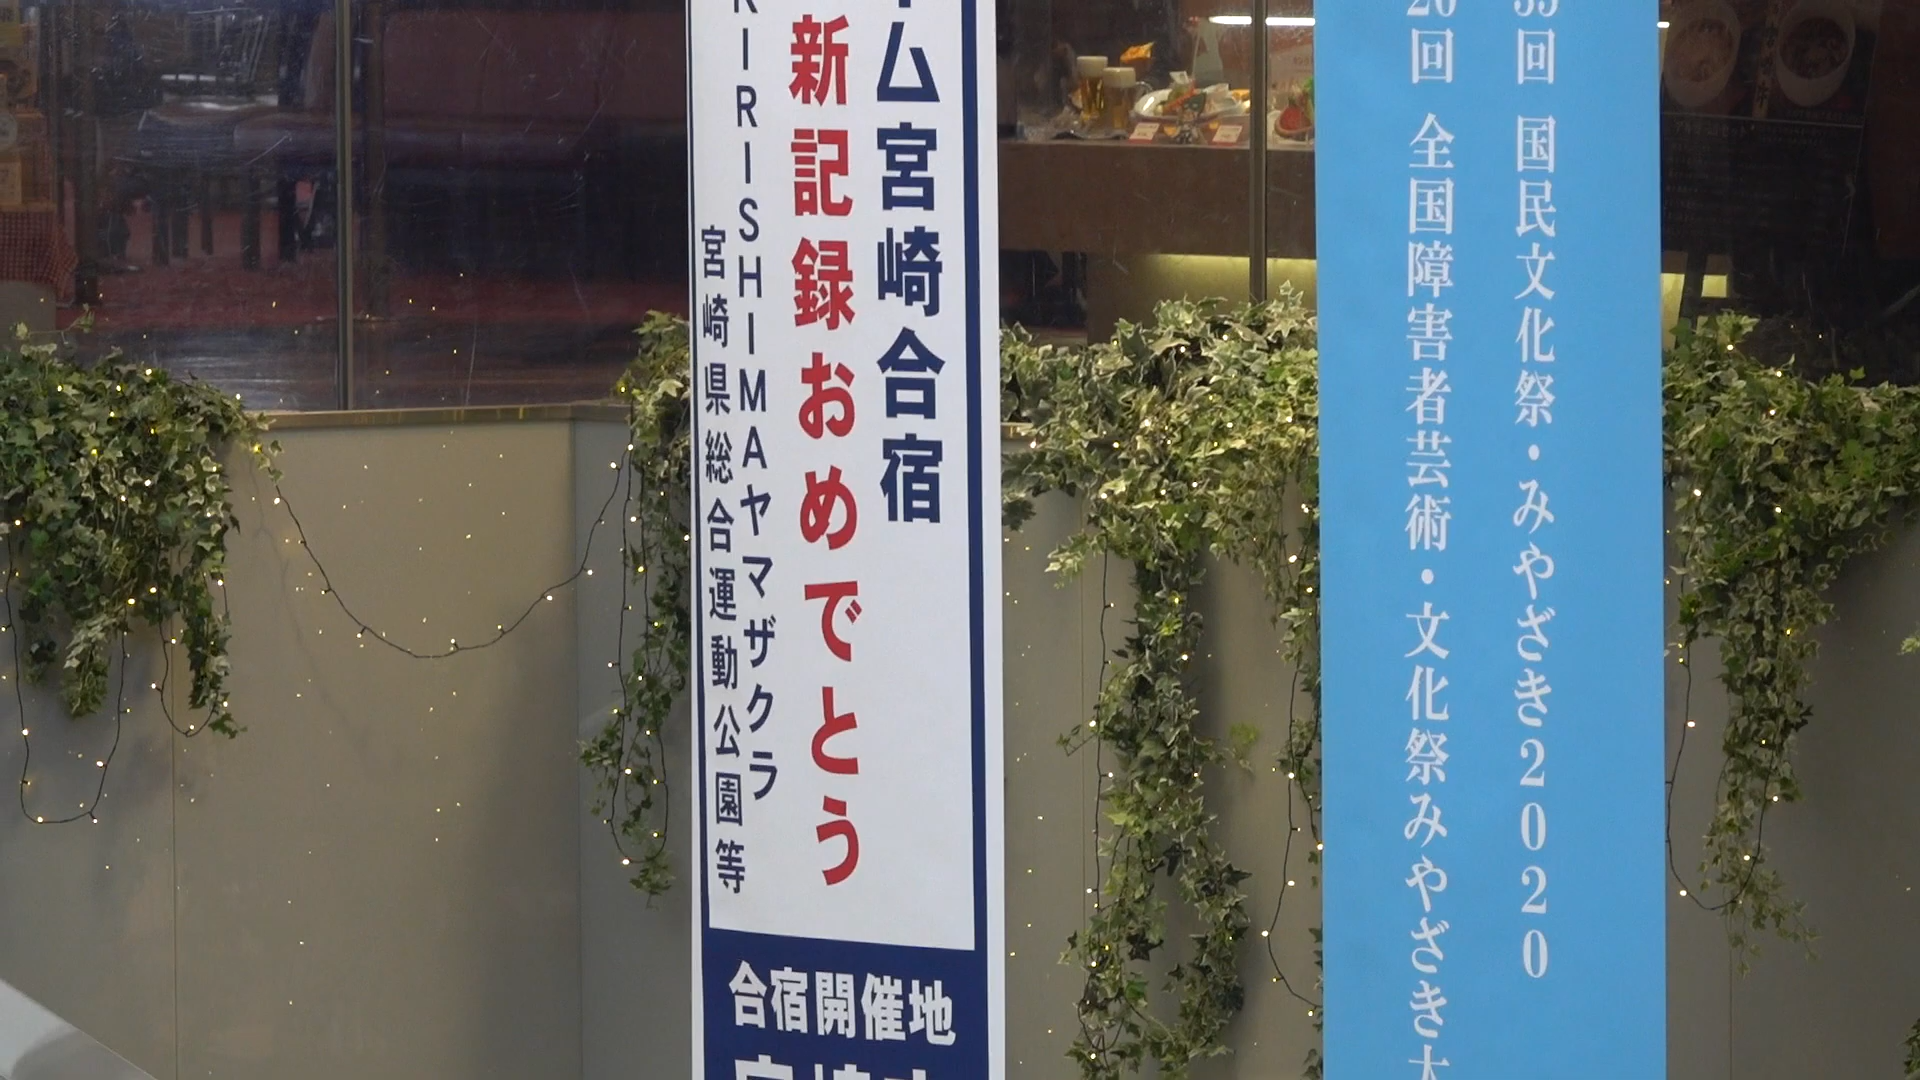 ム宮崎合宿
新記録おめでとう
KIRISHIMAヤマザクラ
宮崎県総合運動公園等
合宿開催地
回 国民文化祭・みやざき2020
20回 全国障害者芸術・文化祭みやざき大